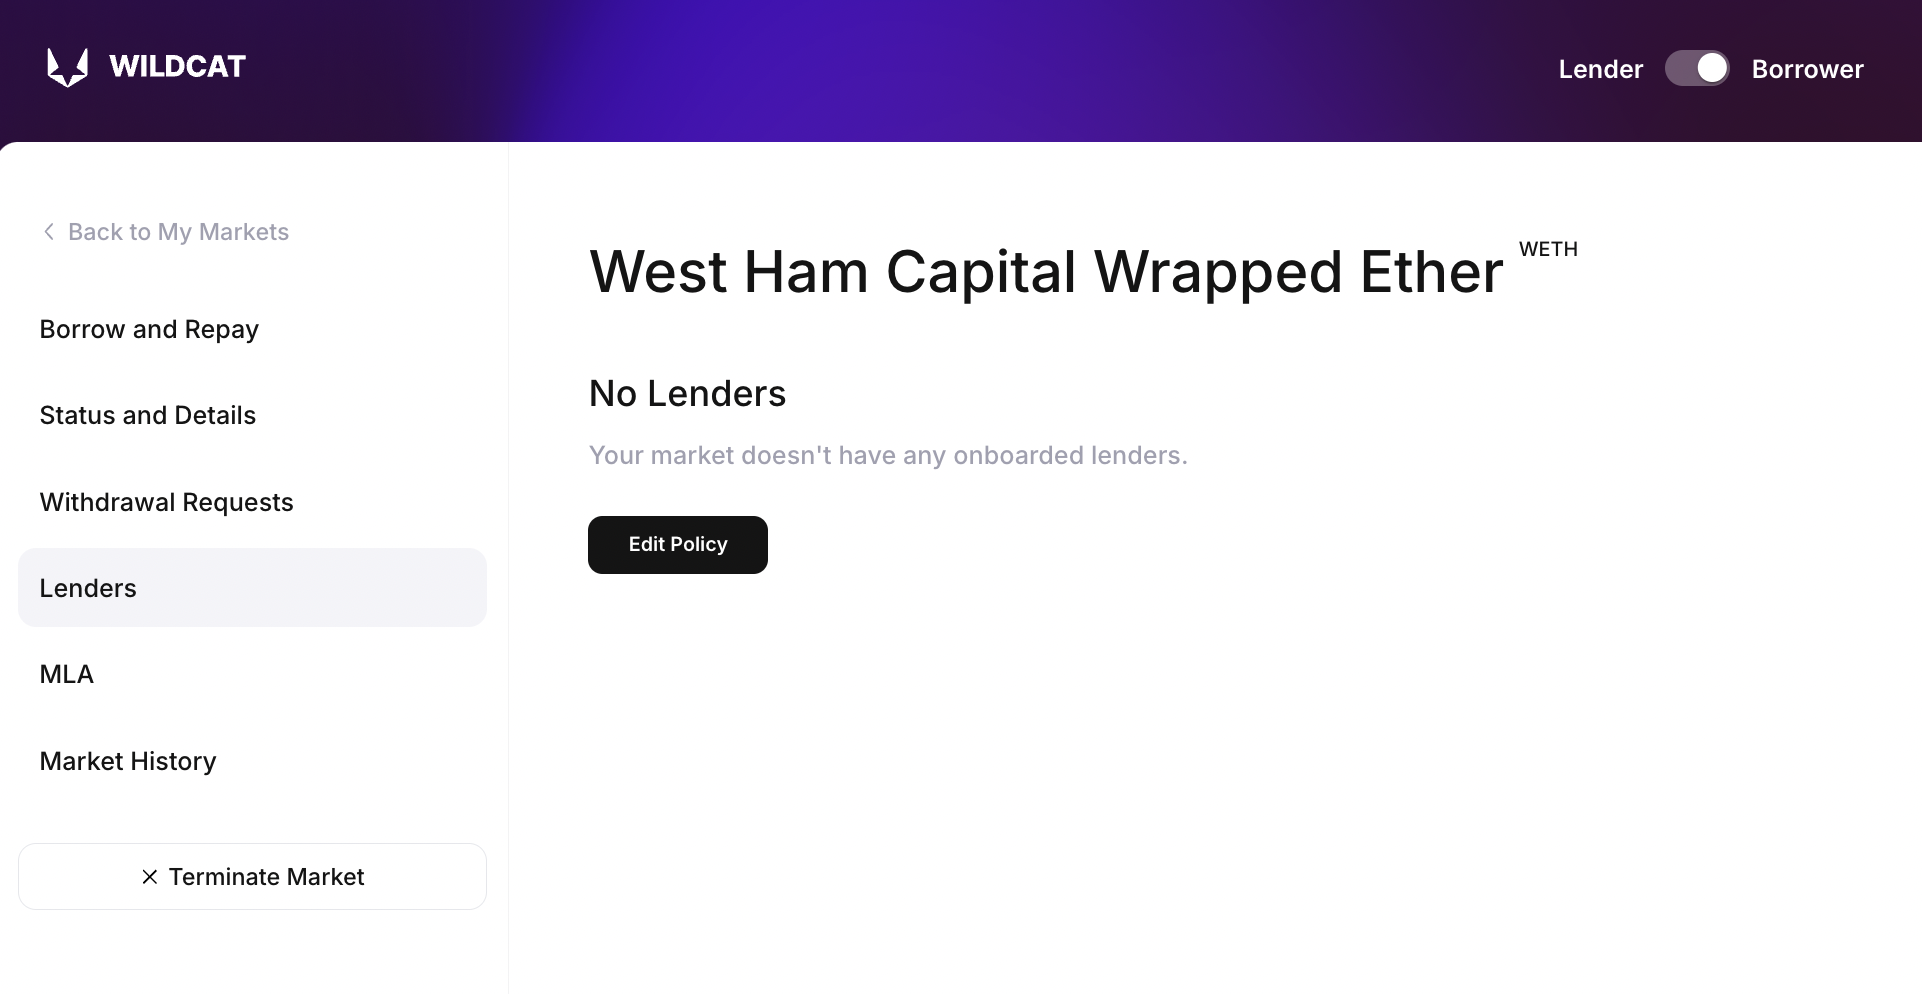 WILDCAT
Lender
Borrower
Back to My Markets
Borrow and Repay
Status and Details
Withdrawal Requests
Lenders
MLA
Market History
Terminate Market
West Ham Capital Wrapped Ether WETH
No Lenders
Your market doesn't have any onboarded lenders.
Edit Policy